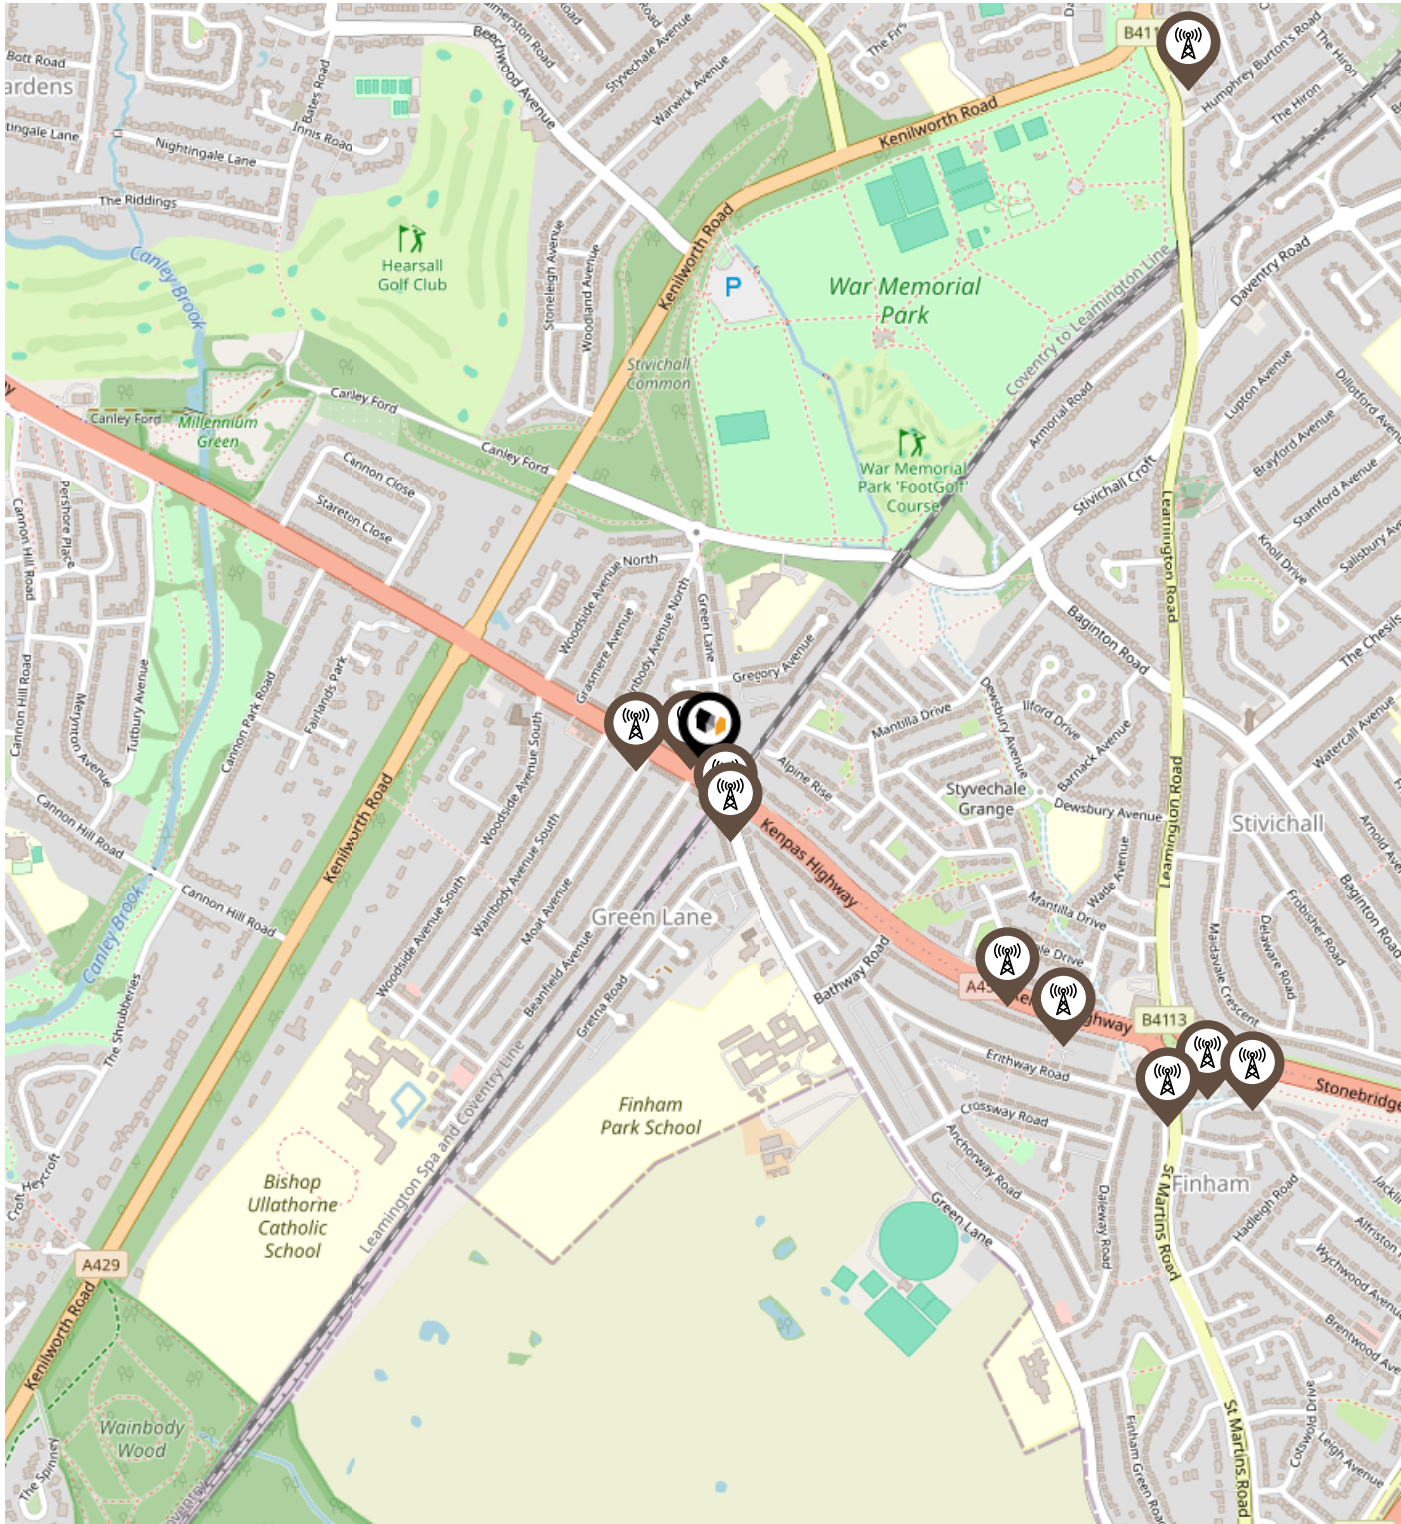 Bott Road
ardens
tingale Lane
Nightingale Lane
Bates Road
Innis Road
The Riddings
Beechwood Avenue
Styvechale Avenue
Warwick Avenue
Road
The Firs
B411
Humphrey Burton's Road
The Hiron
The Hiron
Kenilworth Road
Canley Brook
Hearsall
Golf Club
Stoneleigh Avenue
Woodland Avenue
Kenilworth Road
P
War Memorial
Park
Coventry to Leamington Line
Daventry Road
Stivichall
Common
Canley Ford
Canley Ford
Millennium
Green
Canley Ford
War Memorial
Park 'FootGolf'
Course
Armorial Road
Lupton Avenue
Brayford Avenue
Stamford Avenue
Stivichall Croft
Leamington Road
Knoll Drive
Cannon Close
Stareton Close
Pershore Place
Cannon Hill Road
Woodside Avenue North
Grasmere Avenue
Green Lane
Gregory Avenue
Baginton Road
The Chesils
Cannon Hill Road
Merynton Avenue
Tutbury Avenue
Cannon Park Road
Fairlands Park
Mantilla Drive
Dewsbury Avenue
Ilford Drive
Barnack Avenue
Watercall Avenue
Woodside Avenue South
Alpine Rise
Styvechale
Grange
Dewsbury Avenue
Leamington Road
Stivichall
Cannon Hill Road
Kenilworth Road
Kenpas Highway
Wade Avenue
Baginton Road
Canley Brook
Cannon Hill Road
Woodside Avenue South
Wainbody Avenue South
Moat Avenue
Beanfield Avenue
Green Lane
Gretna Road
Mantilla Drive
Bathway Road
Maidavale Crescent
Delaware Road
Frobisher Road
The Shrubberies
B4113
Erithway Road
Stonebridge
Crossway Road
Anchorway Road
Finham
Park School
Leamington Spa and Coventry Line
Bishop
Ullathorne
Catholic
School
Heycroft
Croft
Finham
Green Lane
Daleway Road
St Martins Road
Hadleigh Road
Wychwood Avenue
A429
Kenilworth Road
Wainbody
Wood
The Spinney
St Martins Road
Cotswold Drive
Leigh Avenue